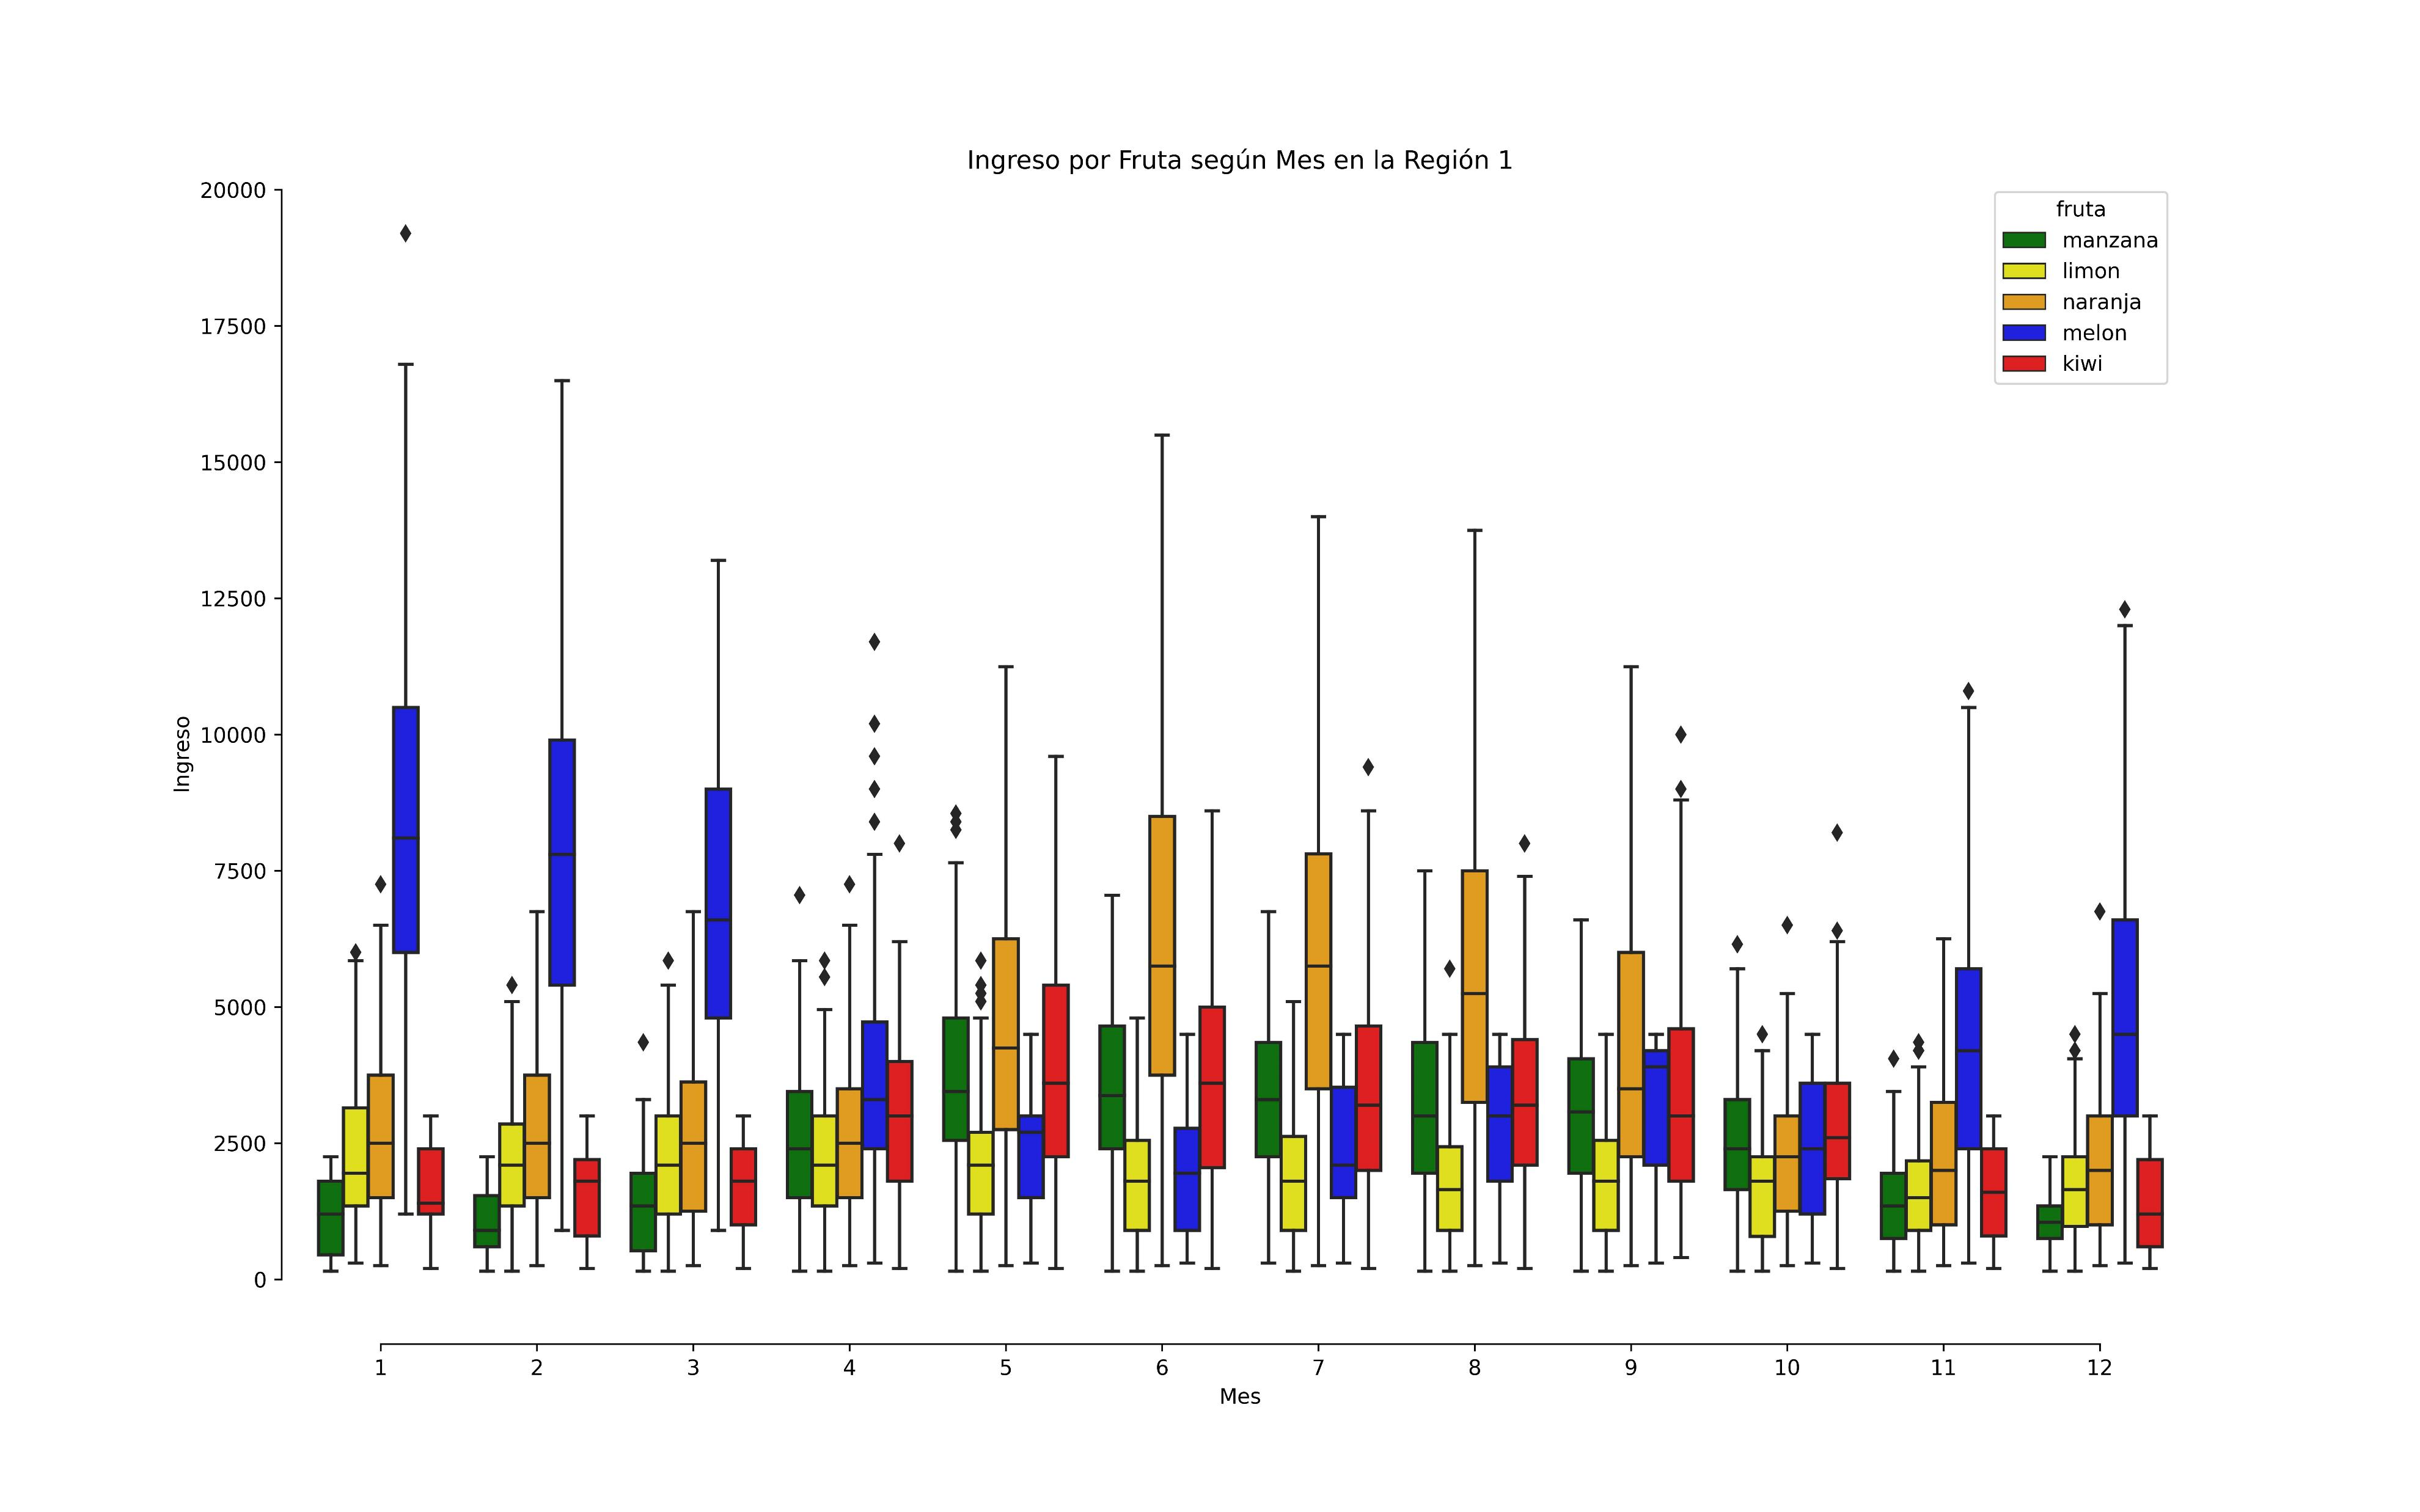 Ingreso por Fruta según Mes en la Región 1
20000
17500
15000
12500
10000
7500
5000
2500
0
Ingreso
fruta
manzana
limon
naranja
melon
kiwi
1 2 3 4 5 6 7 8 9 10 11 12
Mes